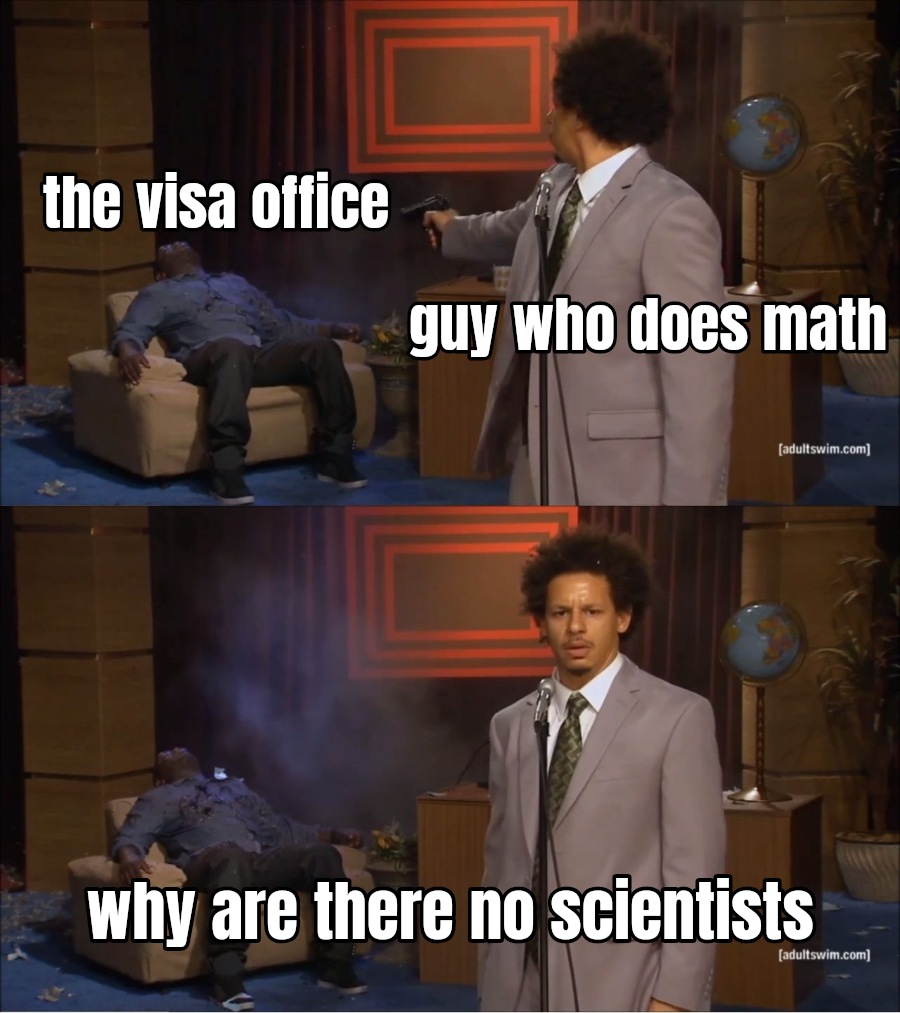 the visa office
guy who does math
[adultswim.com]
why are there no scientists
[adultswim.com]